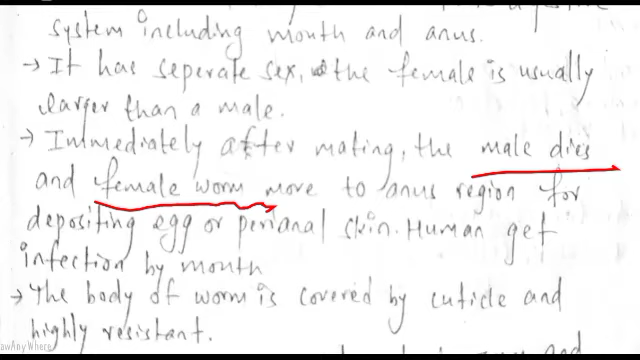 system including mouth and anus.
→ It has seperate sex, the female is usually
larger than a male.
→ Immediately after mating, the male dies
and female worm move to anus region for
depositing egg or perianal skin. Human get
infection by mouth
→ The body of worm is covered by cuticle and
highly resistant.
awAnyWhere